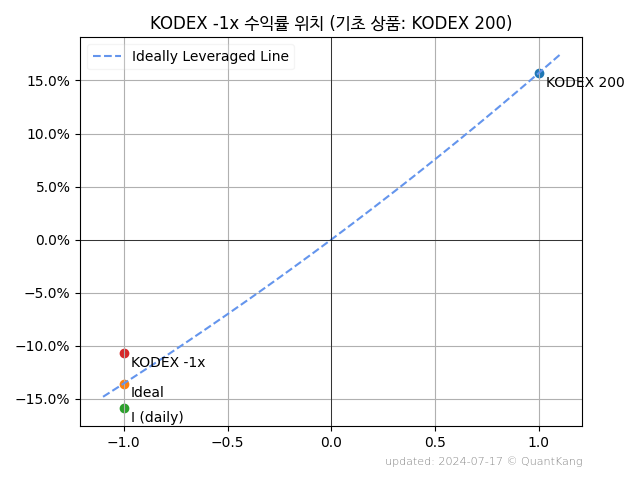 KODEX -1x 수익률 위치 (기초 상품: KODEX 200)
Ideally Leveraged Line
15.0%
10.0%
5.0%
0.0%
−5.0%
−10.0%
−15.0%
KODEX 200
KODEX -1x
Ideal
I (daily)
−1.0
−0.5
0.0
0.5
1.0
updated: 2024-07-17 © QuantKang